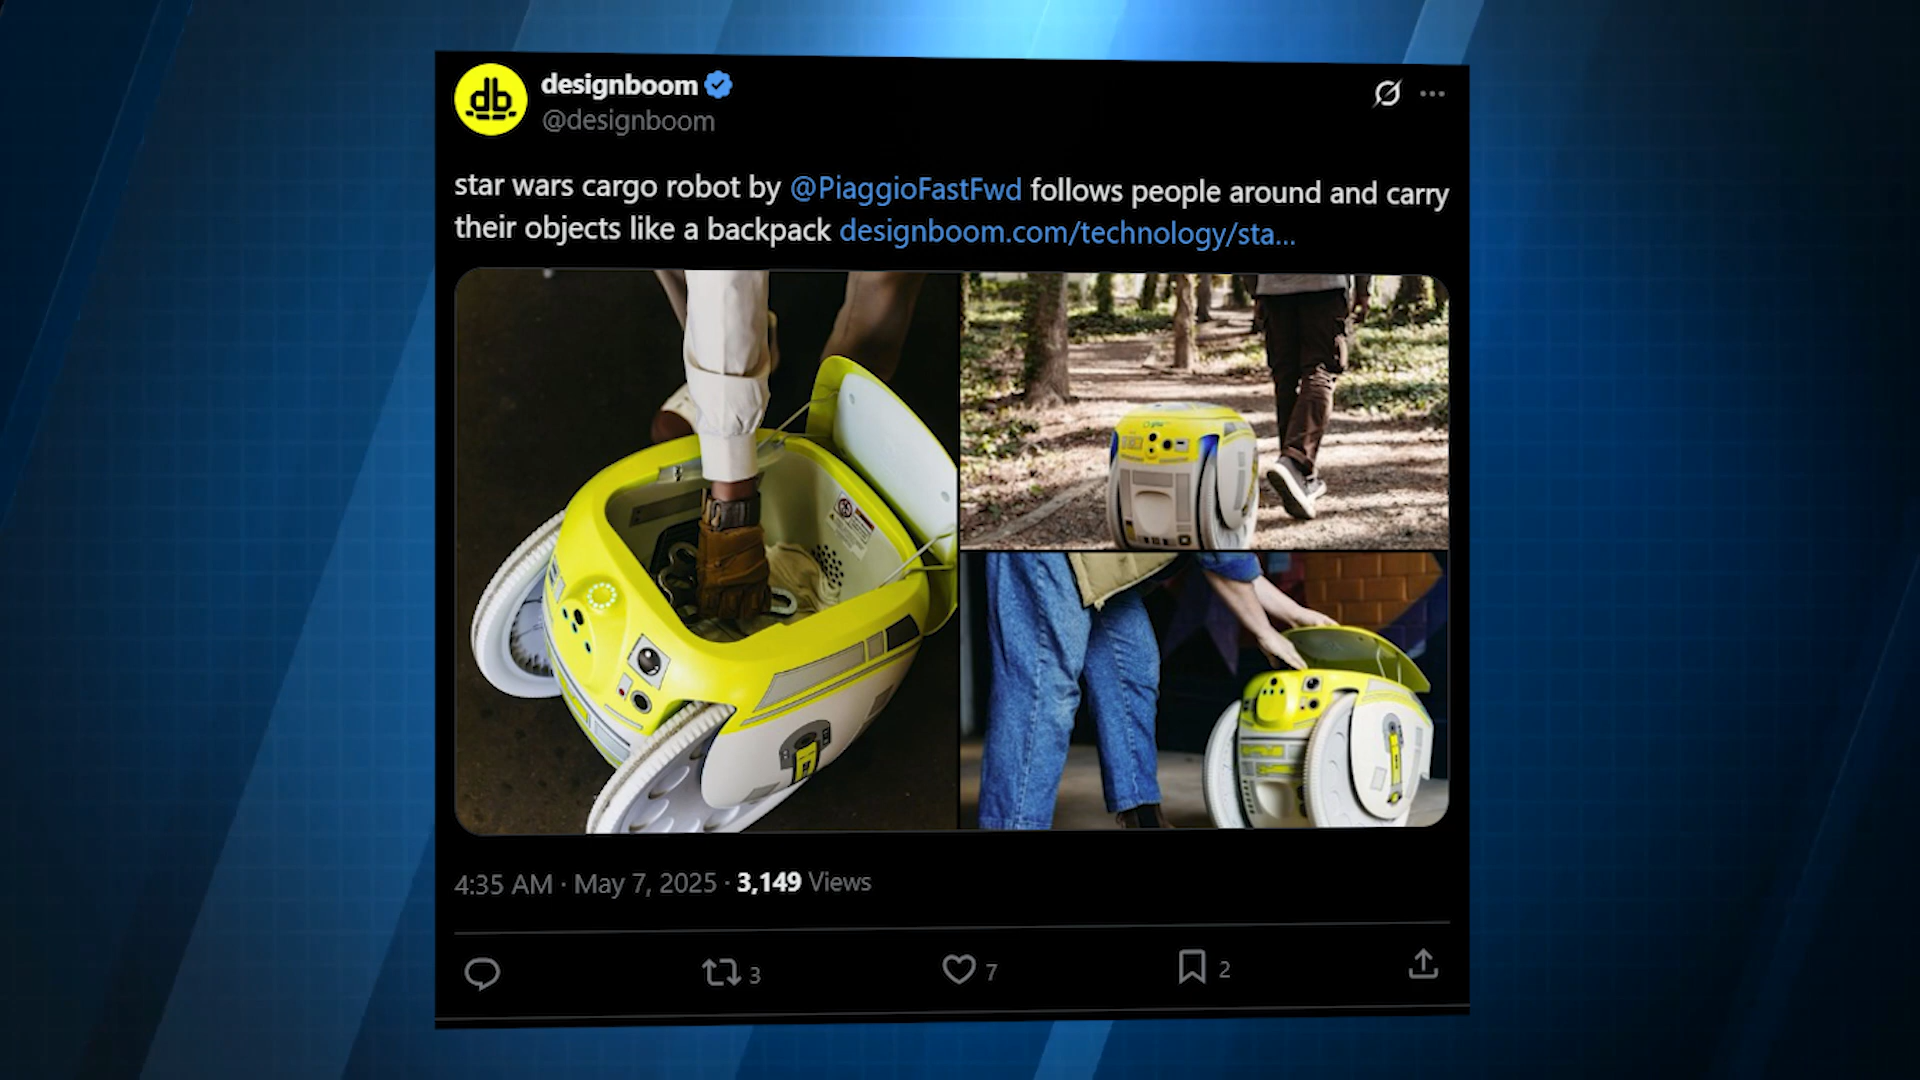 db
designboom
@designboom
star wars cargo robot by @PiaggioFastFwd follows people around and carry
their objects like a backpack designboom.com/technology/sta...
4:35 AM · May 7, 2025 · 3,149 Views
3
7
2